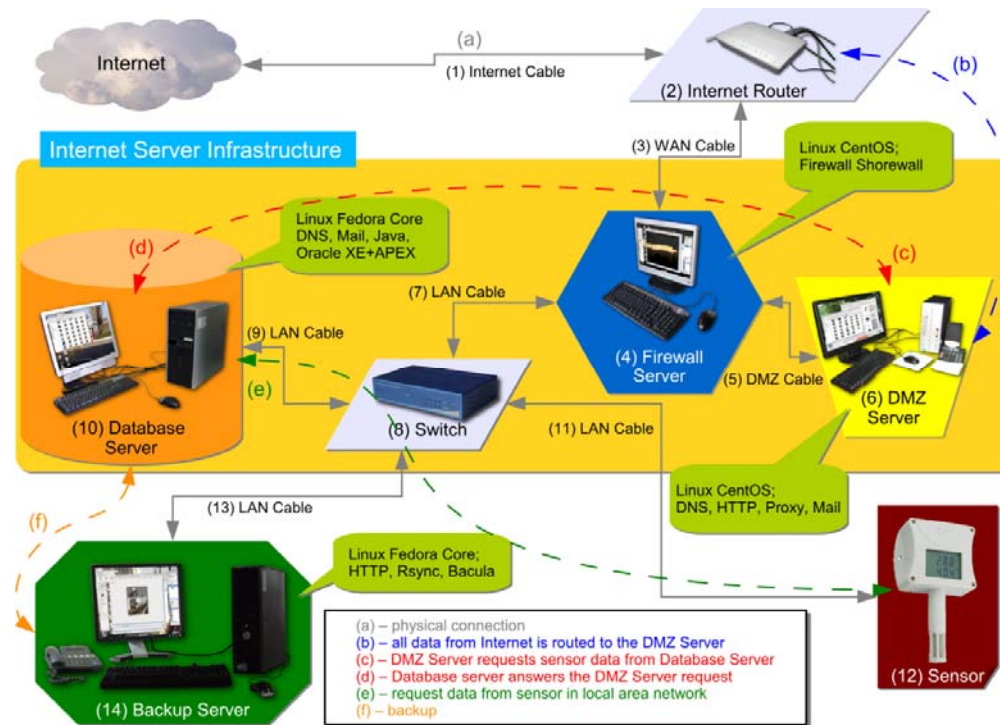 (a)
Internet
(1) Internet Cable
(2) Internet Router
(b)
(3) WAN Cable
Internet Server Infrastructure
Linux CentOS;
Firewall Shorewall
Linux Fedora Core
DNS, Mail, Java,
Oracle XE+APEX
(d)
(c)
(7) LAN Cable
(9) LAN Cable
(4) Firewall
Server
(5) DMZ Cable
(6) DMZ
Server
(e)
(10) Database
Server
(8) Switch
(11) LAN Cable
Linux CentOS;
DNS, HTTP, Proxy, Mail
(13) LAN Cable
(f)
Linux Fedora Core;
HTTP, Rsync, Bacula
(a) – physical connection
(b) – all data from Internet is routed to the DMZ Server
(c) – DMZ Server requests sensor data from Database Server
(d) – Database server answers the DMZ Server request
(e) – request data from sensor in local area network
(f) – backup
(12) Sensor
(14) Backup Server